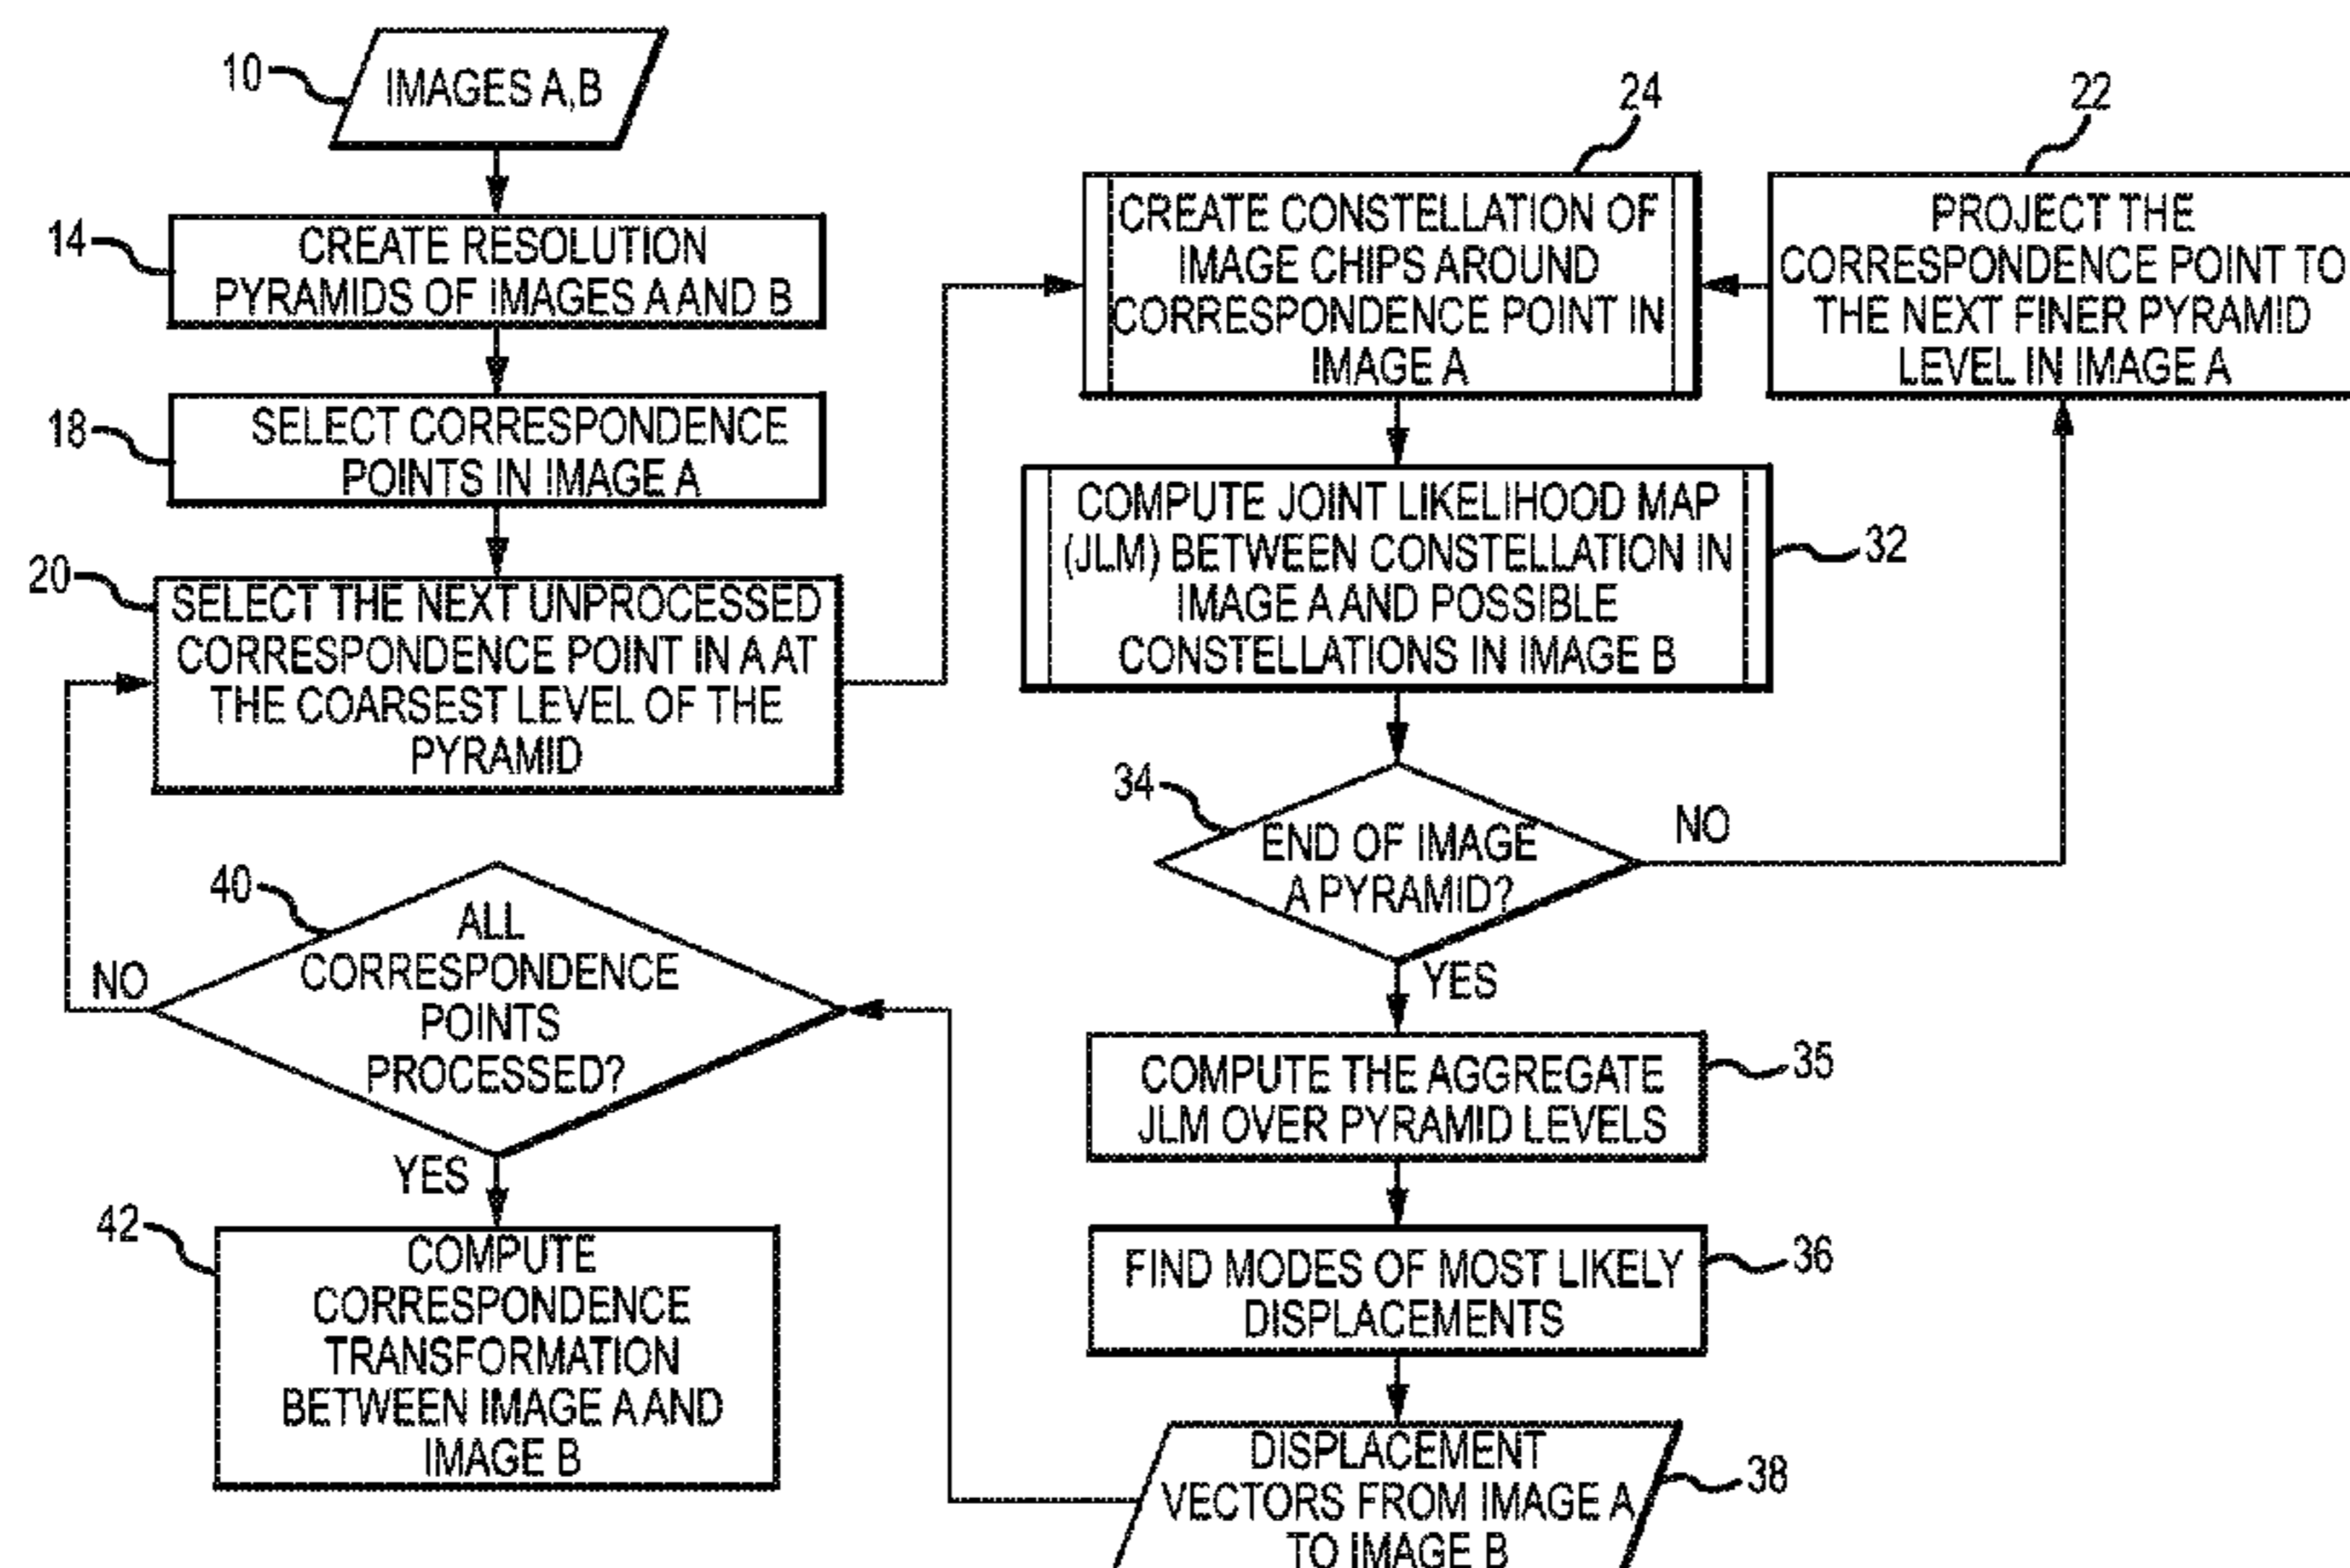 10
IMAGES A,B
14
CREATE RESOLUTION
PYRAMIDS OF IMAGES A AND B
18
SELECT CORRESPONDENCE
POINTS IN IMAGE A
20
SELECT THE NEXT UNPROCESSED
CORRESPONDENCE POINT IN A AT
THE COARSEST LEVEL OF THE
PYRAMID
24
CREATE CONSTELLATION OF
IMAGE CHIPS AROUND
CORRESPONDENCE POINT IN
IMAGE A
22
PROJECT THE
CORRESPONDENCE POINT TO
THE NEXT FINER PYRAMID
LEVEL IN IMAGE A
COMPUTE JOINT LIKELIHOOD MAP
(JLM) BETWEEN CONSTELLATION IN
IMAGE A AND POSSIBLE
CONSTELLATIONS IN IMAGE B
32
34
END OF IMAGE
A PYRAMID?
NO
YES
COMPUTE THE AGGREGATE
JLM OVER PYRAMID LEVELS
35
FIND MODES OF MOST LIKELY
DISPLACEMENTS
36
DISPLACEMENT
VECTORS FROM IMAGE A
TO IMAGE B
38
40
ALL
CORRESPONDENCE
POINTS
PROCESSED?
NO
YES
42
COMPUTE
CORRESPONDENCE
TRANSFORMATION
BETWEEN IMAGE A AND
IMAGE B